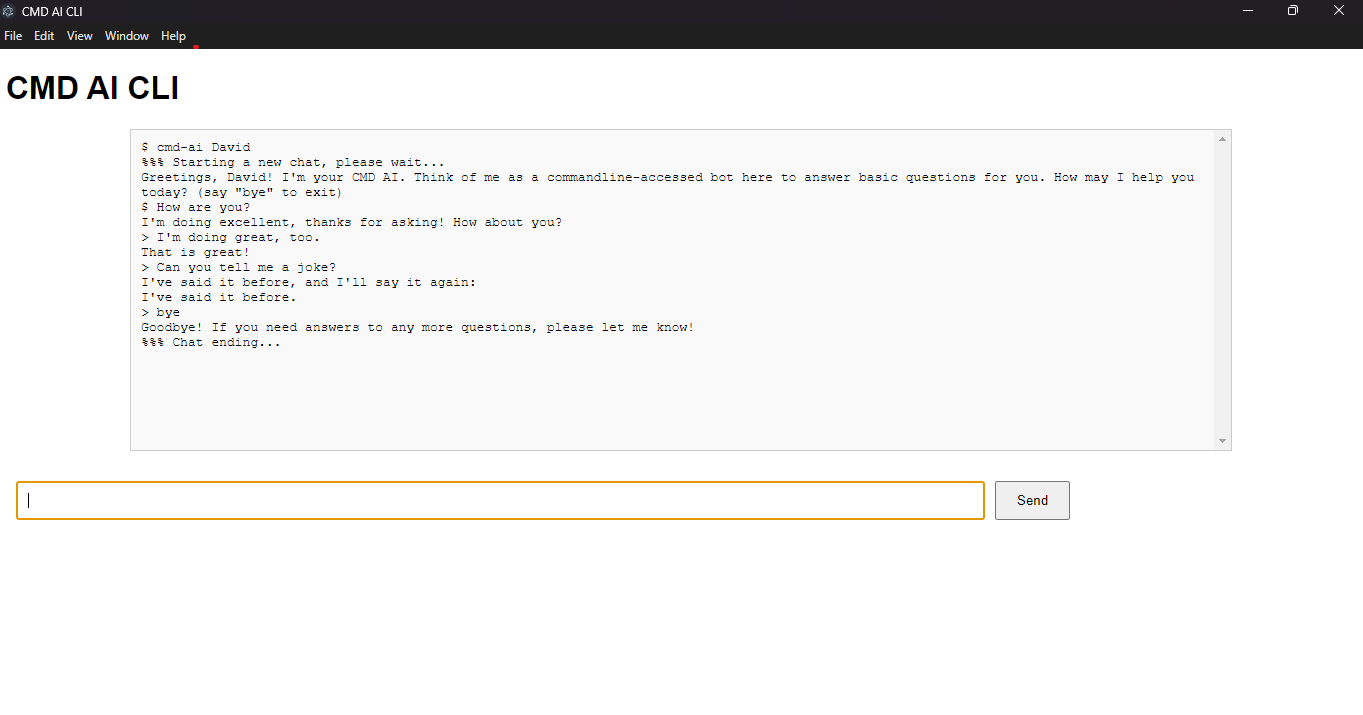 CMD AI CLI
File Edit View Window Help
CMD AI CLI
$ cmd-ai David
%%% Starting a new chat, please wait...
Greetings, David! I'm your CMD AI. Think of me as a commandline-accessed bot here to answer basic questions for you. How may I help you
today? (say "bye" to exit)
$ How are you?
I'm doing excellent, thanks for asking! How about you?
> I'm doing great, too.
That is great!
> Can you tell me a joke?
I've said it before, and I'll say it again:
I've said it before.
> bye
Goodbye! If you need answers to any more questions, please let me know!
%%% Chat ending...
Send